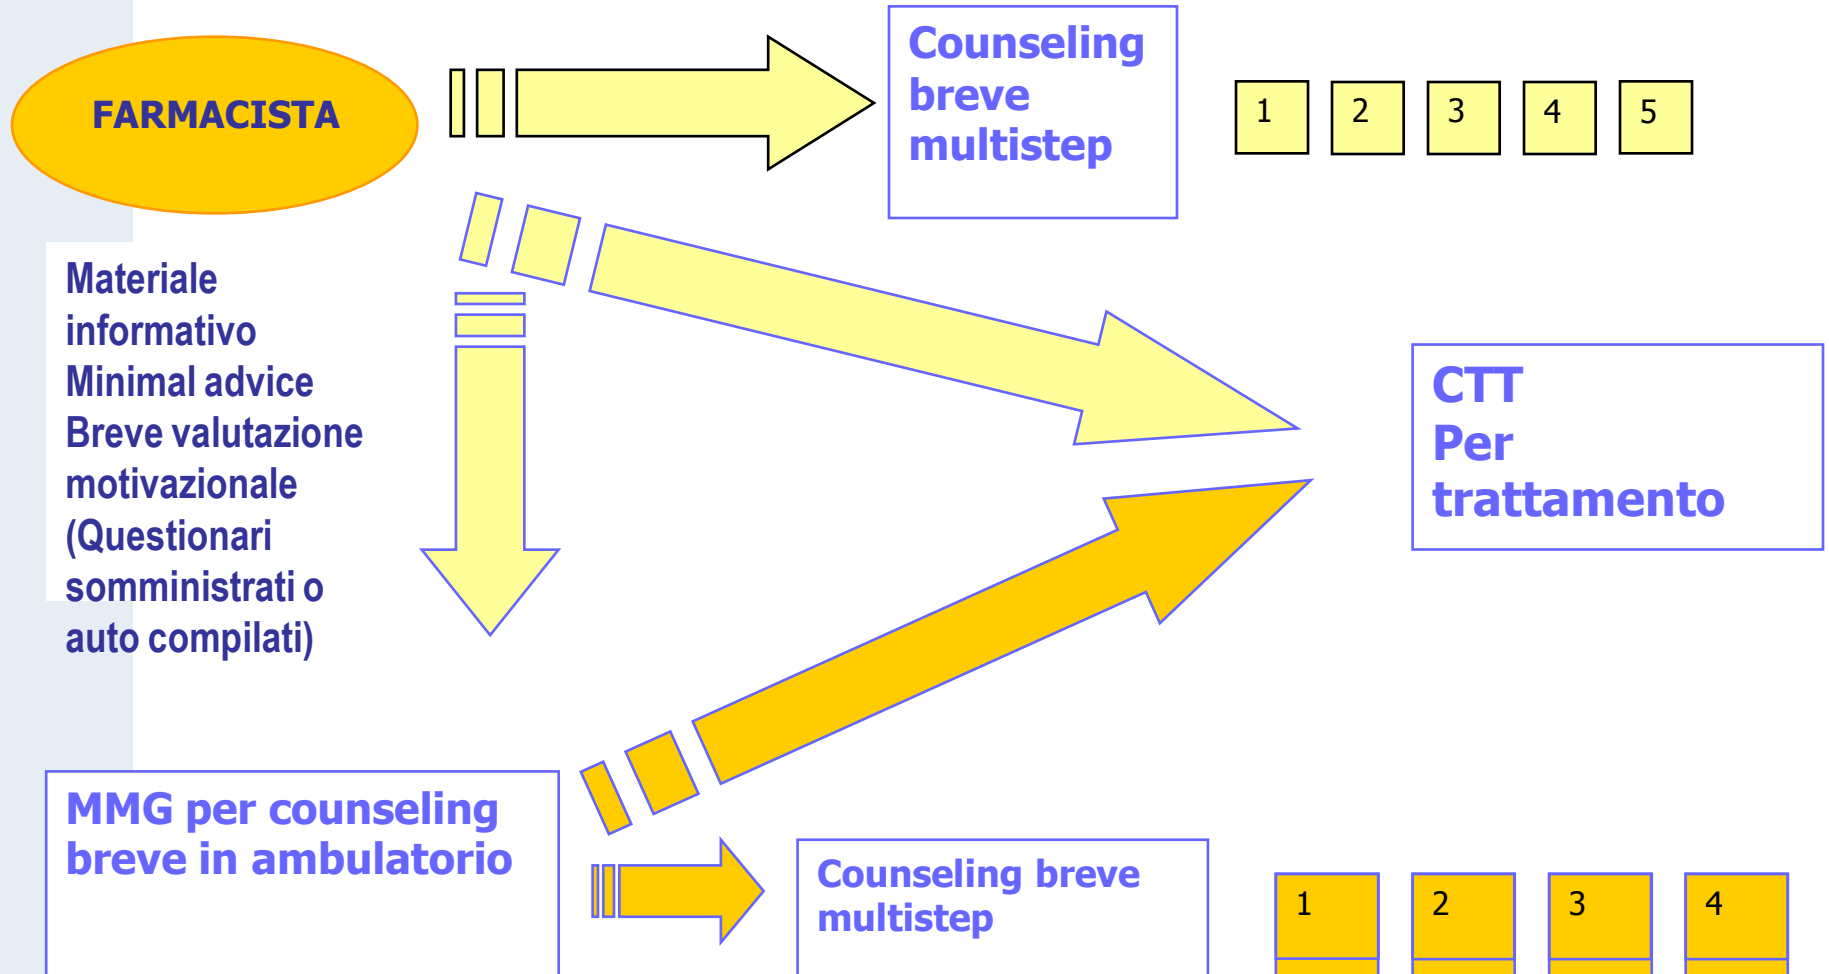 FARMACISTA
Counseling
breve
multistep
1 2 3 4 5
Materiale
informativo
Minimal advice
Breve valutazione
motivazionale
(Questionari
somministrati o
auto compilati)
CTT
Per
trattamento
MMG per counseling
breve in ambulatorio
Counseling breve
multistep
1 2 3 4